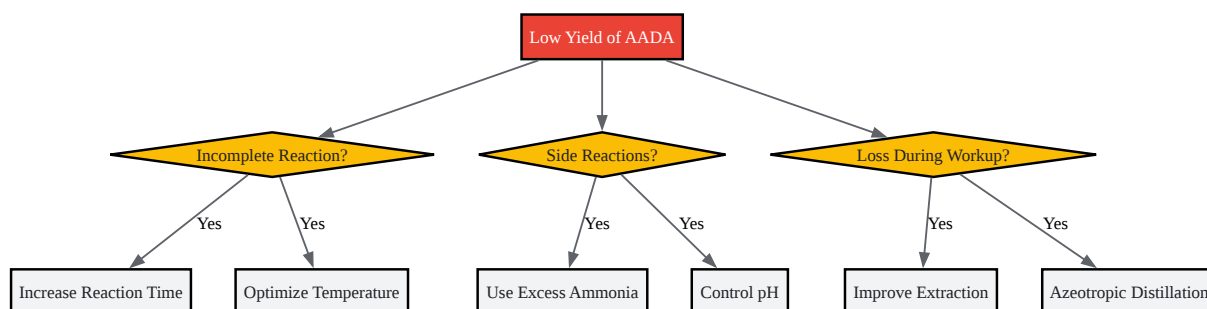 Low Yield of AADA
Incomplete Reaction?
Side Reactions?
Loss During Workup?
Yes
Yes
Yes
Yes
Yes
Yes
Increase Reaction Time
Optimize Temperature
Use Excess Ammonia
Control pH
Improve Extraction
Azeotropic Distillation